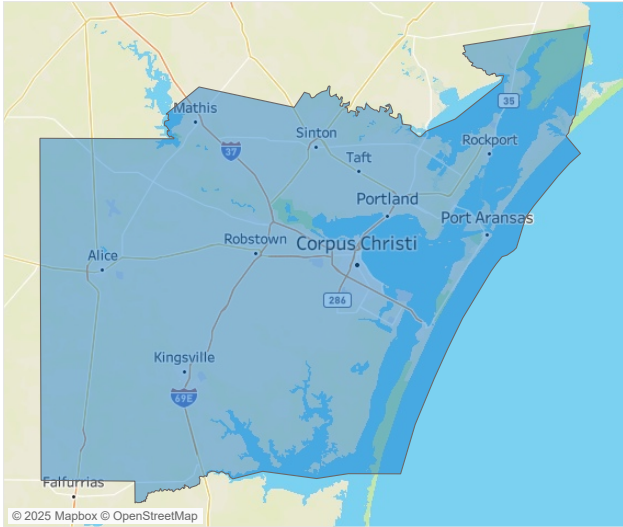 35
Mathis
Sinton
Rockport
37
Taft
Portland
Port Aransas
Robstown
Corpus Christi
Alice
286
Kingsville
69E
Falfurrias
© 2025 Mapbox © OpenStreetMap